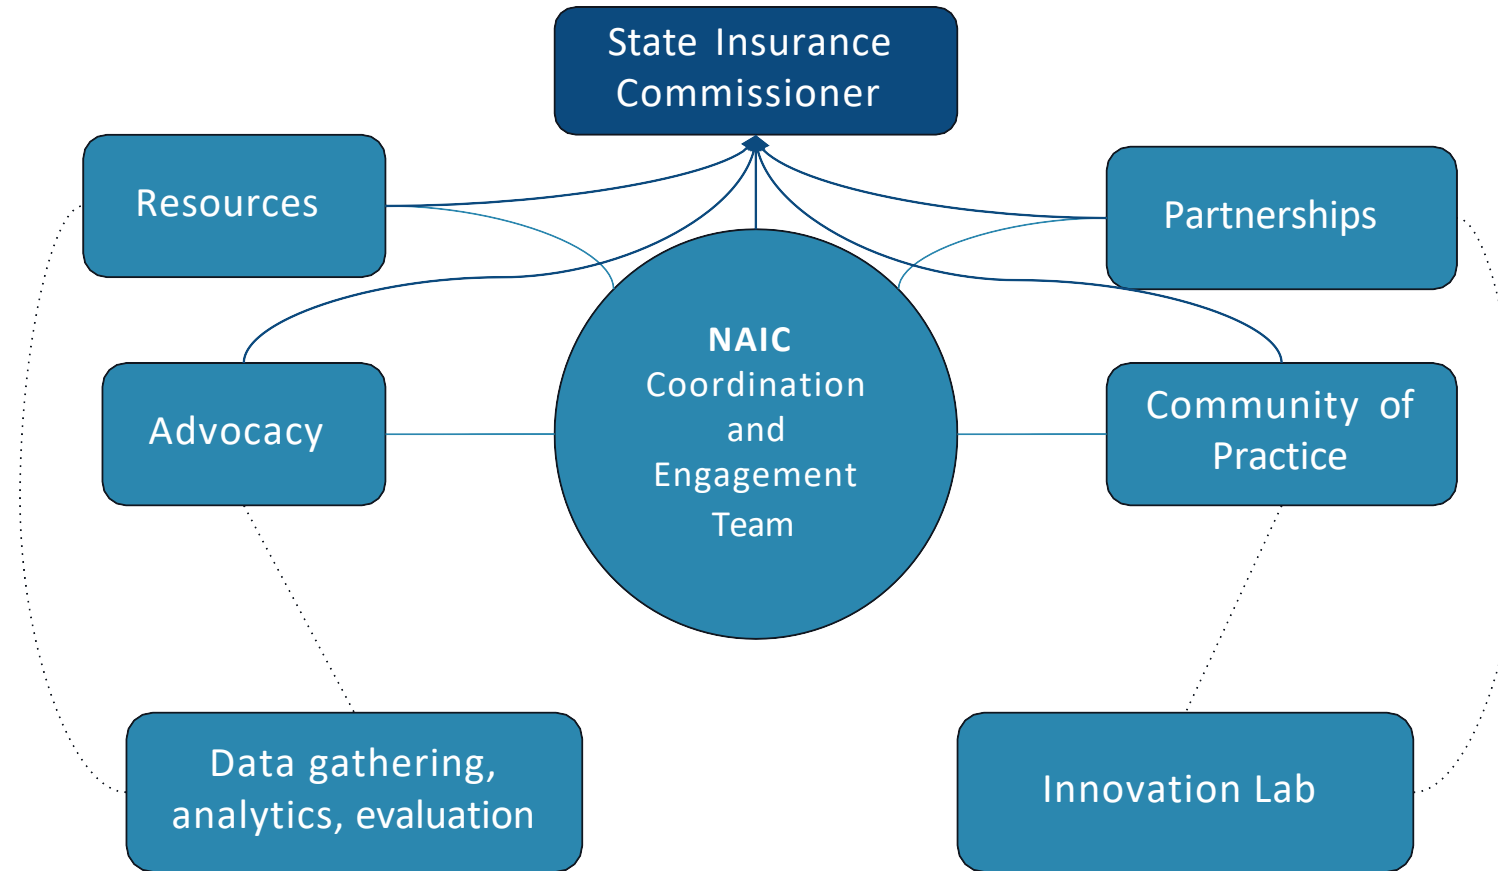 State Insurance
Commissioner
Resources
Partnerships
NAIC
Coordination
and
Engagement
Team
Advocacy
Community of
Practice
Data gathering,
analytics, evaluation
Innovation Lab